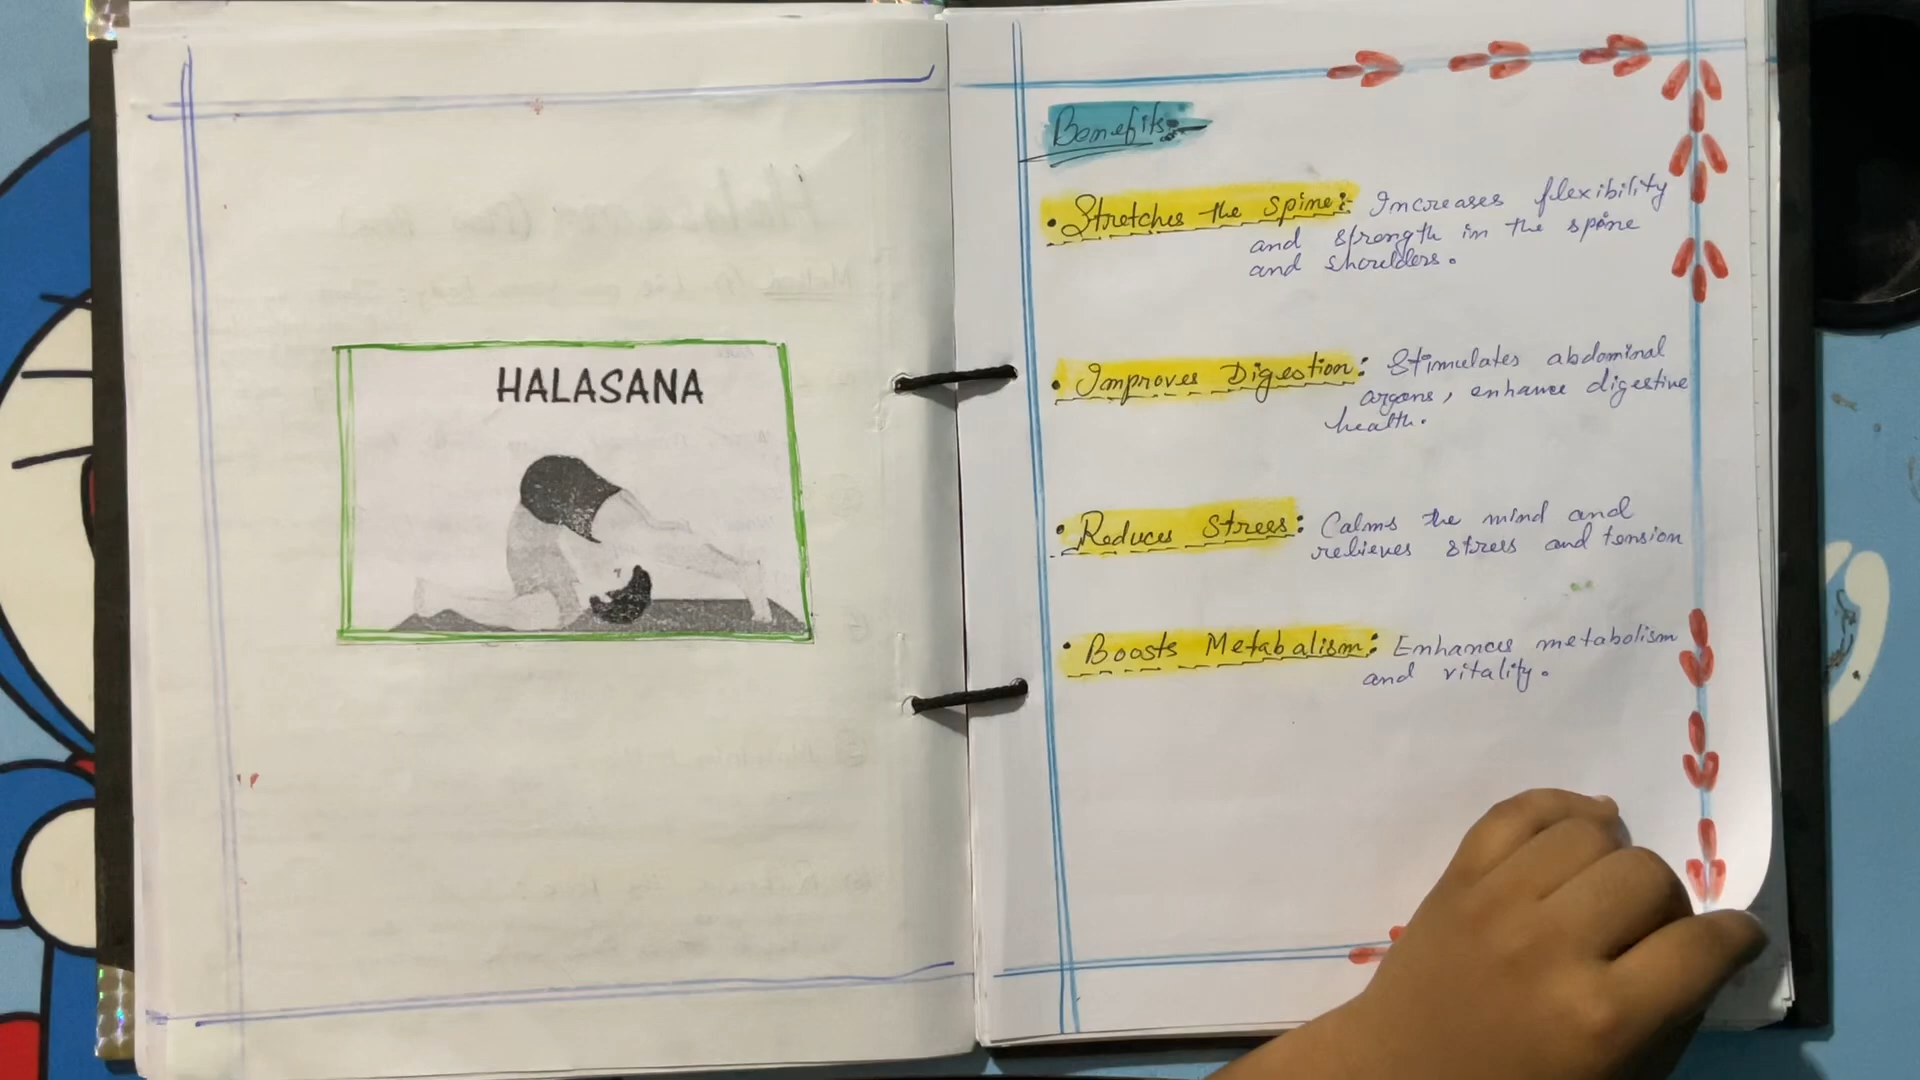 HALASANA
Benefits:-
• Stretches the Spine:- Increases flexibility
and strength in the spine
and shoulders.
• Improves Digestion: Stimulates abdominal
organs, enhance digestive
health.
• Reduces Strees: Calms the mind and
relieves stress and tension
• Boosts Metabalism: Enhances metabolism
and vitality.